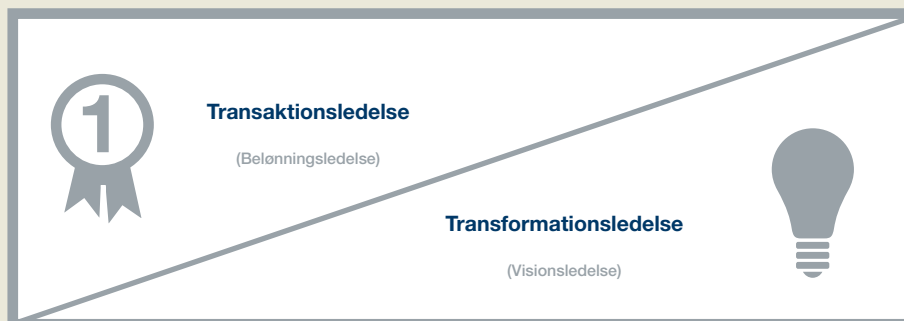 1
Transaktionsledelse
(Belønningsledelse)
Transformationsledelse
(Visionsledelse)